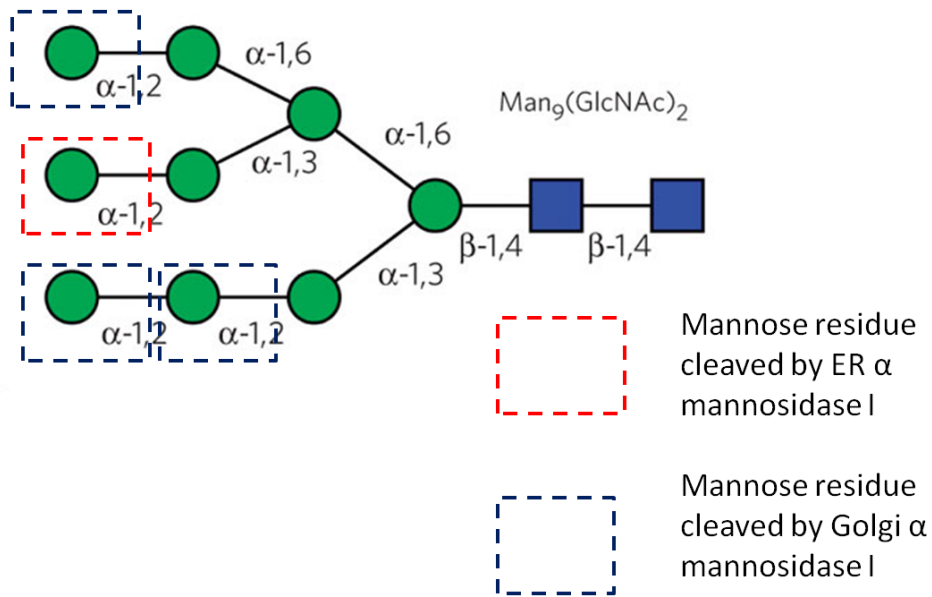 α-1,6
α-1,2
Man9(GlcNAc)2
α-1,6
α-1,3
α-1,2
β-1,4
β-1,4
α-1,3
α-1,2
α-1,2
Mannose residue
cleaved by ER α
mannosidase I
Mannose residue
cleaved by Golgi α
mannosidase I